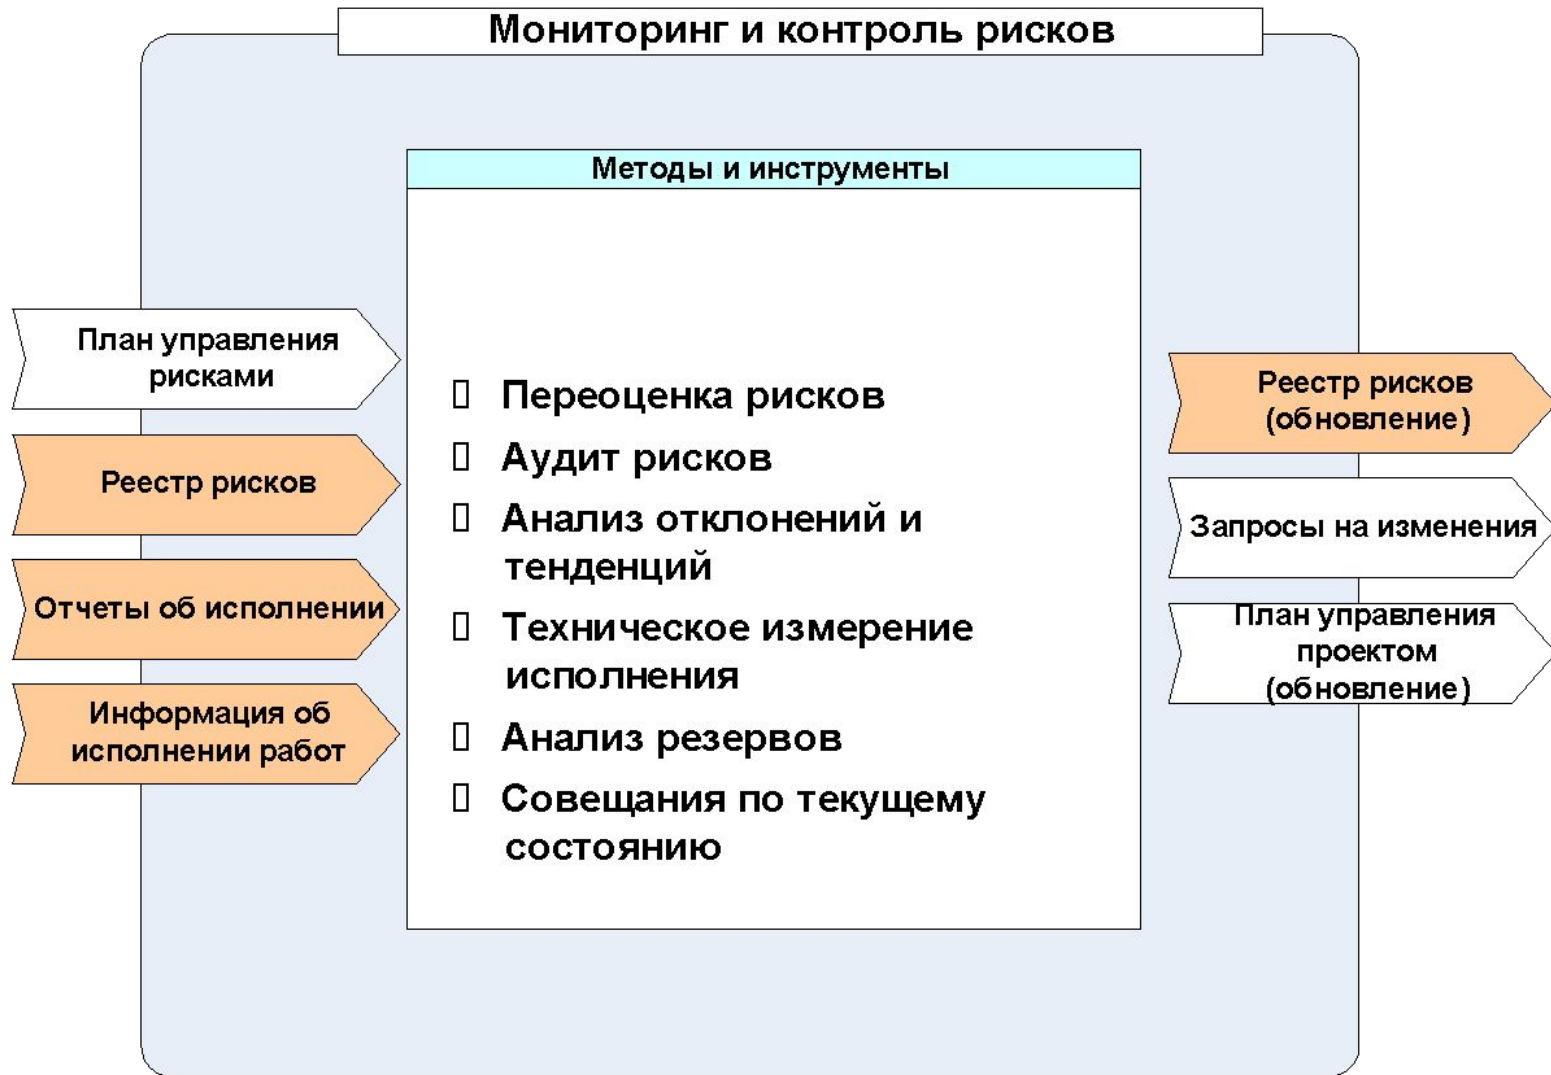 Мониторинг и контроль рисков
Методы и инструменты
План управления
рисками
Реестр рисков
Отчеты об исполнении
Информация об
исполнении работ
Переоценка рисков
Аудит рисков
Анализ отклонений и
тенденций
Техническое измерение
исполнения
Анализ резервов
Совещания по текущему
состоянию
Реестр рисков
(обновление)
Запросы на изменения
План управления
проектом
(обновление)